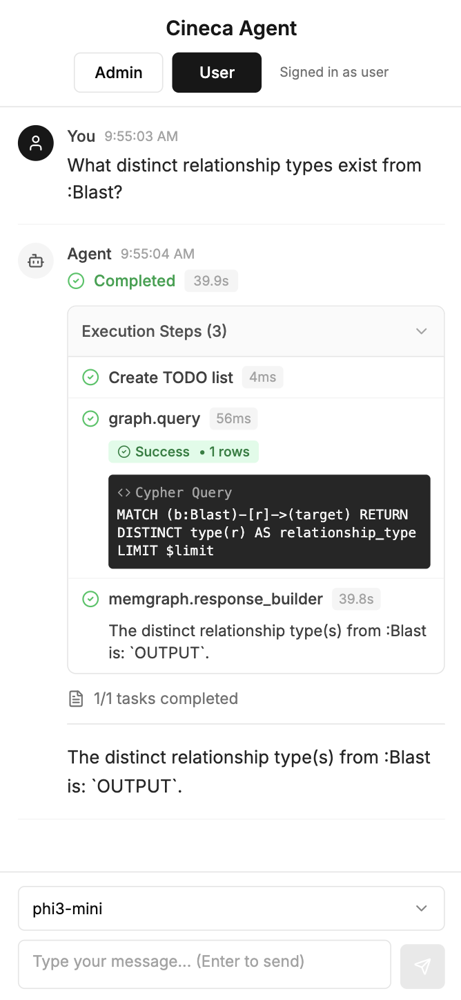 Cineca Agent
Admin
User
Signed in as user
You 9:55:03 AM
What distinct relationship types exist from
:Blast?
Agent 9:55:04 AM
Completed 39.9s
Execution Steps (3)
Create TODO list 4ms
graph.query 56ms
Success • 1 rows
<> Cypher Query
MATCH (b:Blast)-[r]->(target) RETURN
DISTINCT type(r) AS relationship_type
LIMIT $limit
memgraph.response_builder 39.8s
The distinct relationship type(s) from :Blast
is: `OUTPUT`.
1/1 tasks completed
The distinct relationship type(s) from :Blast
is: `OUTPUT`.
phi3-mini
Type your message... (Enter to send)